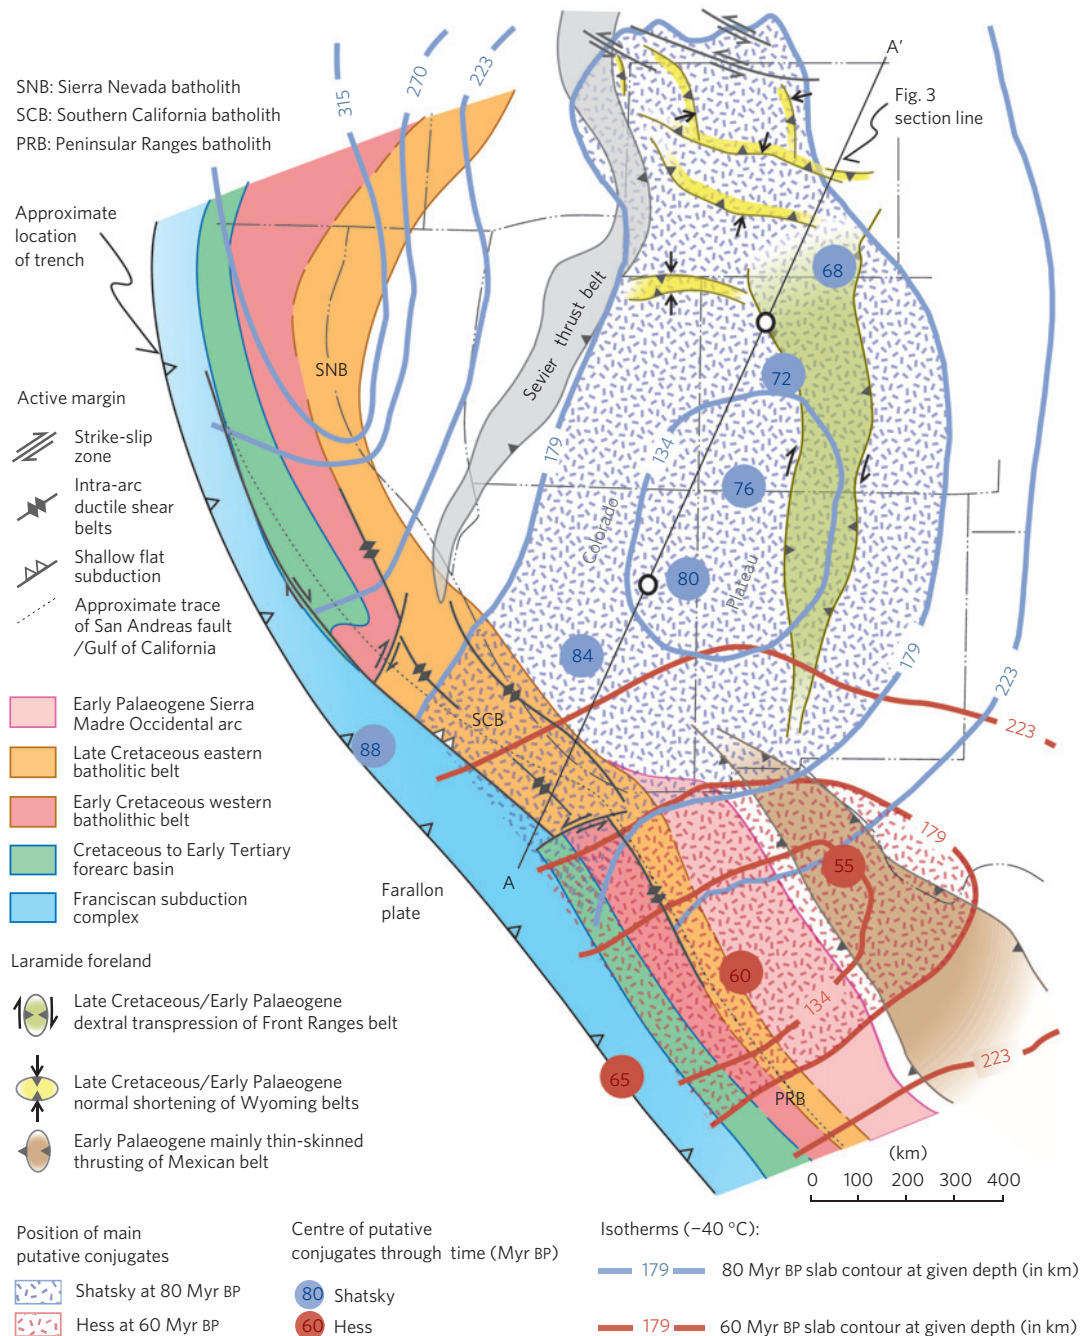 SNB: Sierra Nevada batholith
SCB: Southern California batholith
PRB: Peninsular Ranges batholith
Approximate
location
of trench
315
270
223
A′
Fig. 3
section line
68
Sevier thrust belt
SNB
72
179
134
76
Colorado
Plateau
80
84
179
223
223
SCB
88
179
55
A
Farallon
plate
60
134
223
65
PRB
(km)
0 100 200 300 400
Active margin
Strike-slip
zone
Intra-arc
ductile shear
belts
Shallow flat
subduction
Approximate trace
of San Andreas fault
/Gulf of California
Early Palaeogene Sierra
Madre Occidental arc
Late Cretaceous eastern
batholitic belt
Early Cretaceous western
batholithic belt
Cretaceous to Early Tertiary
forearc basin
Franciscan subduction
complex
Laramide foreland
Late Cretaceous/Early Palaeogene
dextral transpression of Front Ranges belt
Late Cretaceous/Early Palaeogene
normal shortening of Wyoming belts
Early Palaeogene mainly thin-skinned
thrusting of Mexican belt
Position of main
putative conjugates
Shatsky at 80 Myr BP
Hess at 60 Myr BP
Centre of putative
conjugates through time (Myr BP)
80 Shatsky
60 Hess
Isotherms (−40 °C):
179 80 Myr BP slab contour at given depth (in km)
179 60 Myr BP slab contour at given depth (in km)